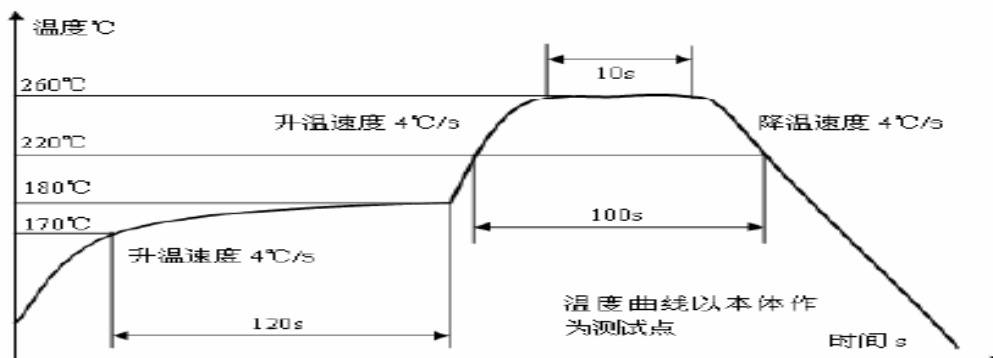 温度℃
10s
260℃
升温速度 4℃/s
降温速度 4℃/s
220℃
180℃
100s
170℃
升温速度 4℃/s
温度曲线以本体作
为测试点
120s
时间 s